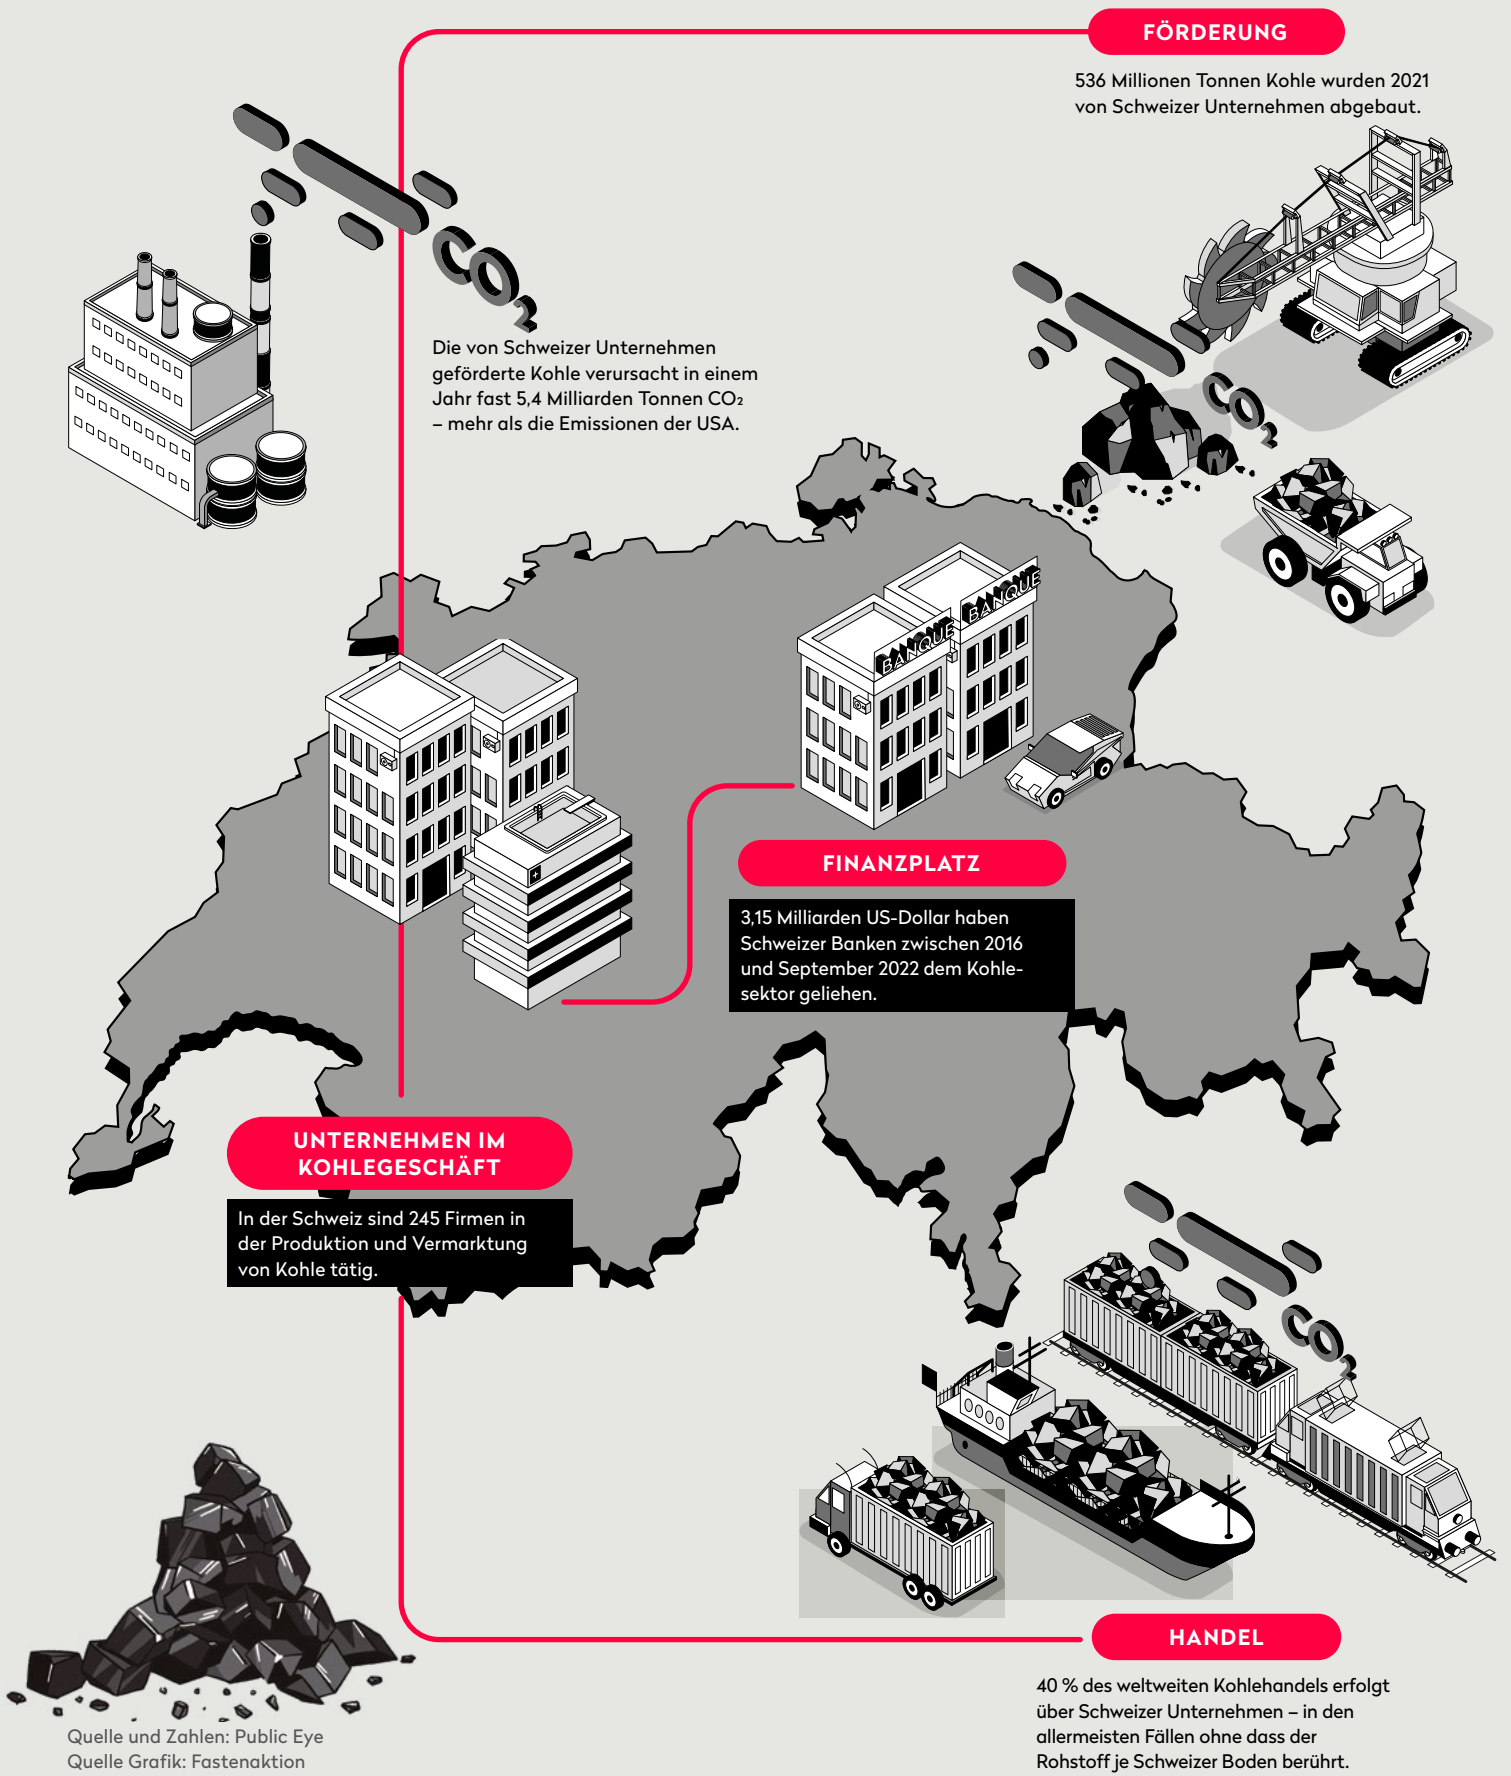 FÖRDERUNG
536 Millionen Tonnen Kohle wurden 2021
von Schweizer Unternehmen abgebaut.
CO2
Die von Schweizer Unternehmen
geförderte Kohle verursacht in einem
Jahr fast 5,4 Milliarden Tonnen CO₂
– mehr als die Emissionen der USA.
CO2
BANQUE
BANQUE
FINANZPLATZ
3,15 Milliarden US-Dollar haben
Schweizer Banken zwischen 2016
und September 2022 dem Kohle-
sektor geliehen.
UNTERNEHMEN IM
KOHLEGESCHÄFT
In der Schweiz sind 245 Firmen in
der Produktion und Vermarktung
von Kohle tätig.
CO2
HANDEL
40 % des weltweiten Kohlehandels erfolgt
über Schweizer Unternehmen – in den
allermeisten Fällen ohne dass der
Rohstoff je Schweizer Boden berührt.
Quelle und Zahlen: Public Eye
Quelle Grafik: Fastenaktion